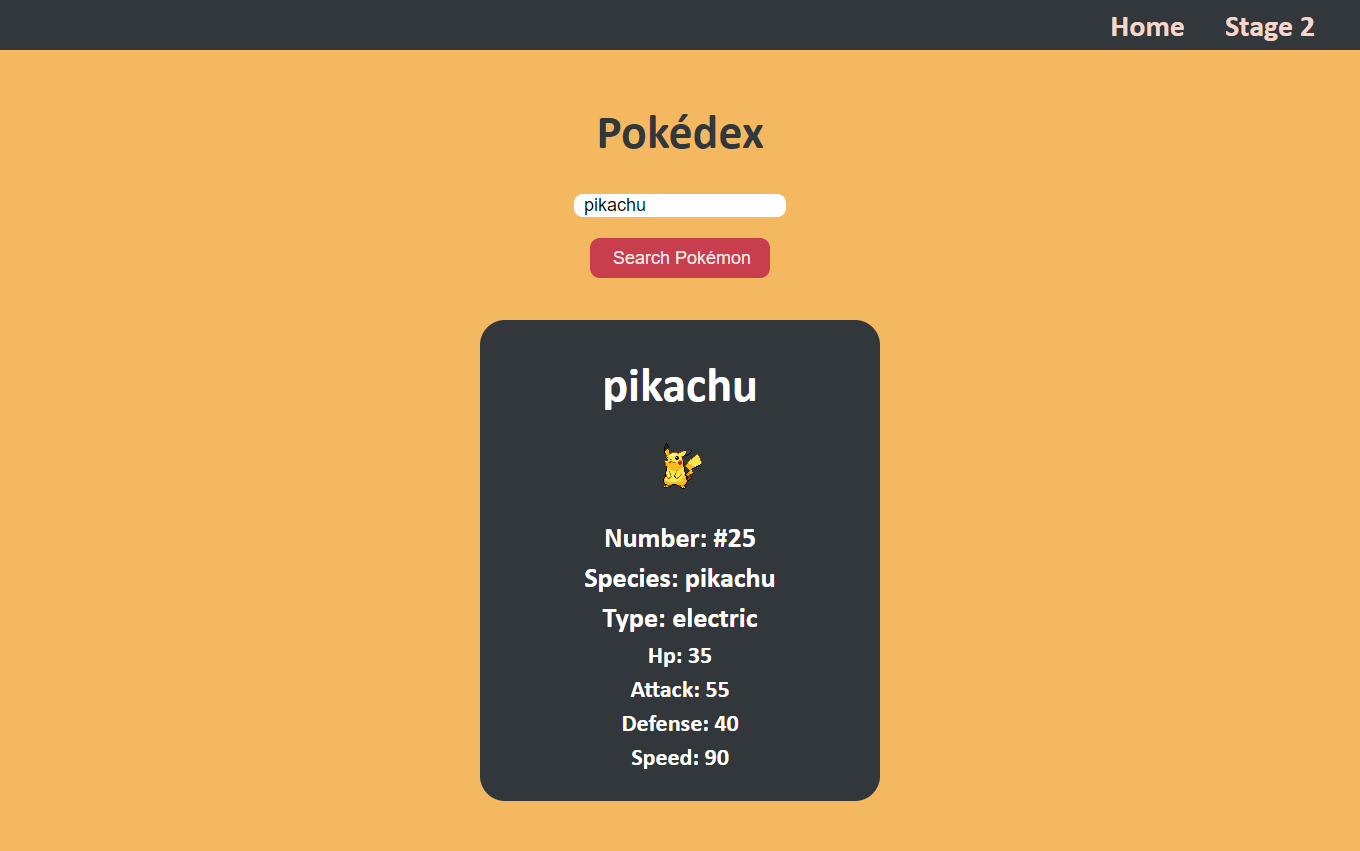 Home Stage 2
Pokédex
pikachu
Search Pokémon
pikachu
Number: #25
Species: pikachu
Type: electric
Hp: 35
Attack: 55
Defense: 40
Speed: 90